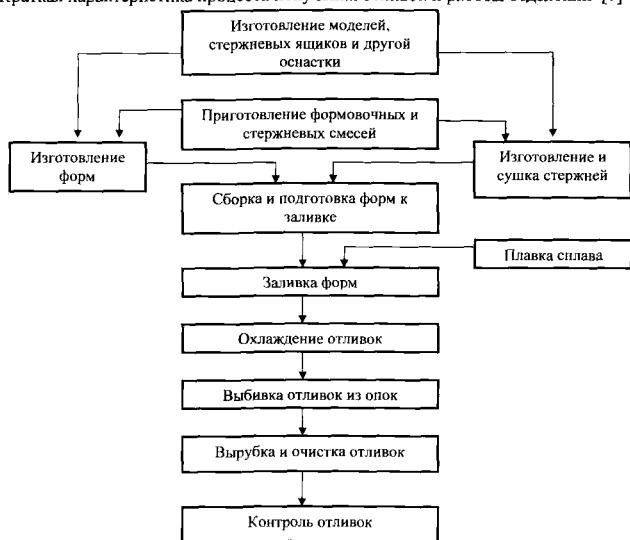 Изготовление моделей,
стержневых ящиков и другой
оснастки
Приготовление формовочных и
стержневых смесей
Изготовление
форм
Изготовление и
сушка стержней
Сборка и подготовка форм к
заливке
Плавка сплава
Заливка форм
Охлаждение отливок
Выбивка отливок из опок
Вырубка и очистка отливок
Контроль отливок